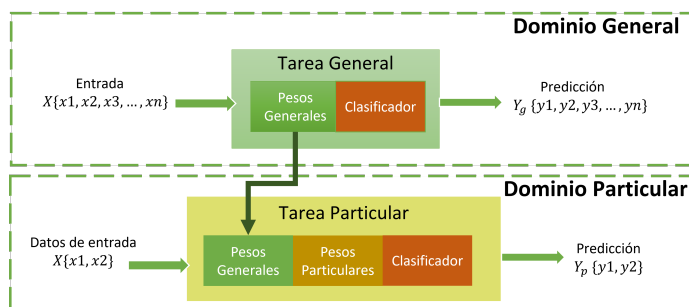 Dominio General
Tarea General
Entrada
X{x1, x2, x3, ..., xn}
Pesos
Generales
Clasificador
Predicción
Y_g {y1, y2, y3, ..., yn}
Dominio Particular
Tarea Particular
Datos de entrada
X{x1, x2}
Pesos
Generales
Pesos
Particulares
Clasificador
Predicción
Y_p {y1, y2}